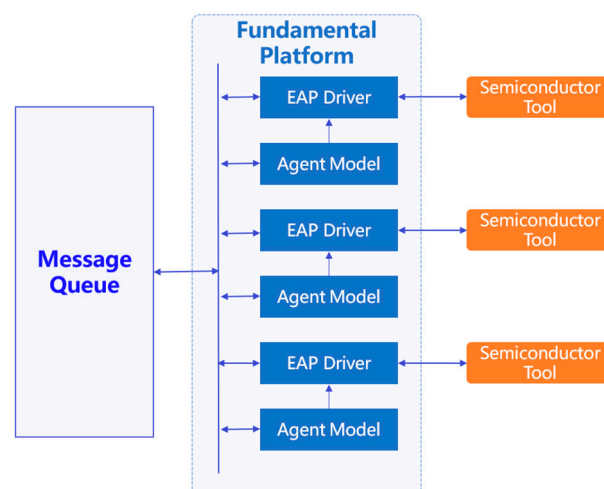 Fundamental
Platform
EAP Driver
Semiconductor
Tool
Agent Model
EAP Driver
Semiconductor
Tool
Message
Queue
Agent Model
EAP Driver
Semiconductor
Tool
Agent Model